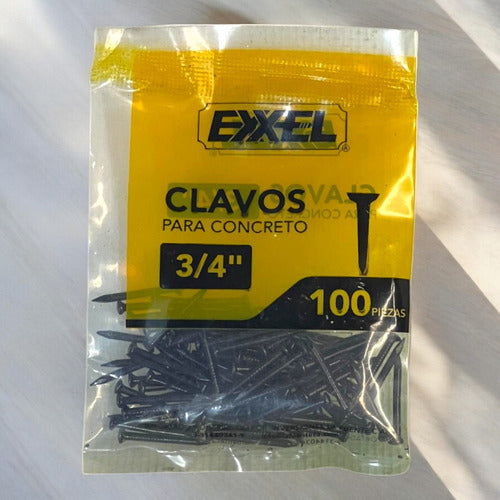 EXXEL
®
CLAVOS
PARA CONCRETO
3/4"
100 PIEZAS